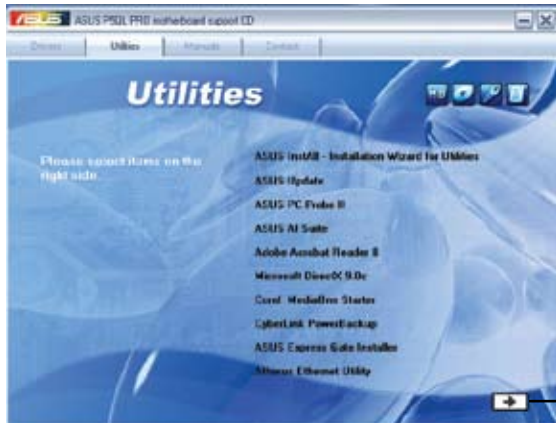 ASUS ASUS P5QL PRO motherboard support CD
Drivers Utilities Manuals Contact
Utilities
Please select items on the
right side.
ASUS InstAll - Installation Wizard for Utilities
ASUS Update
ASUS PC Probe II
ASUS AI Suite
Adobe Acrobat Reader 8
Microsoft DirectX 9.0c
Corel MediaOne Starter
CyberLink PowerBackup
ASUS Express Gate Installer
Atheros Ethernet Utility